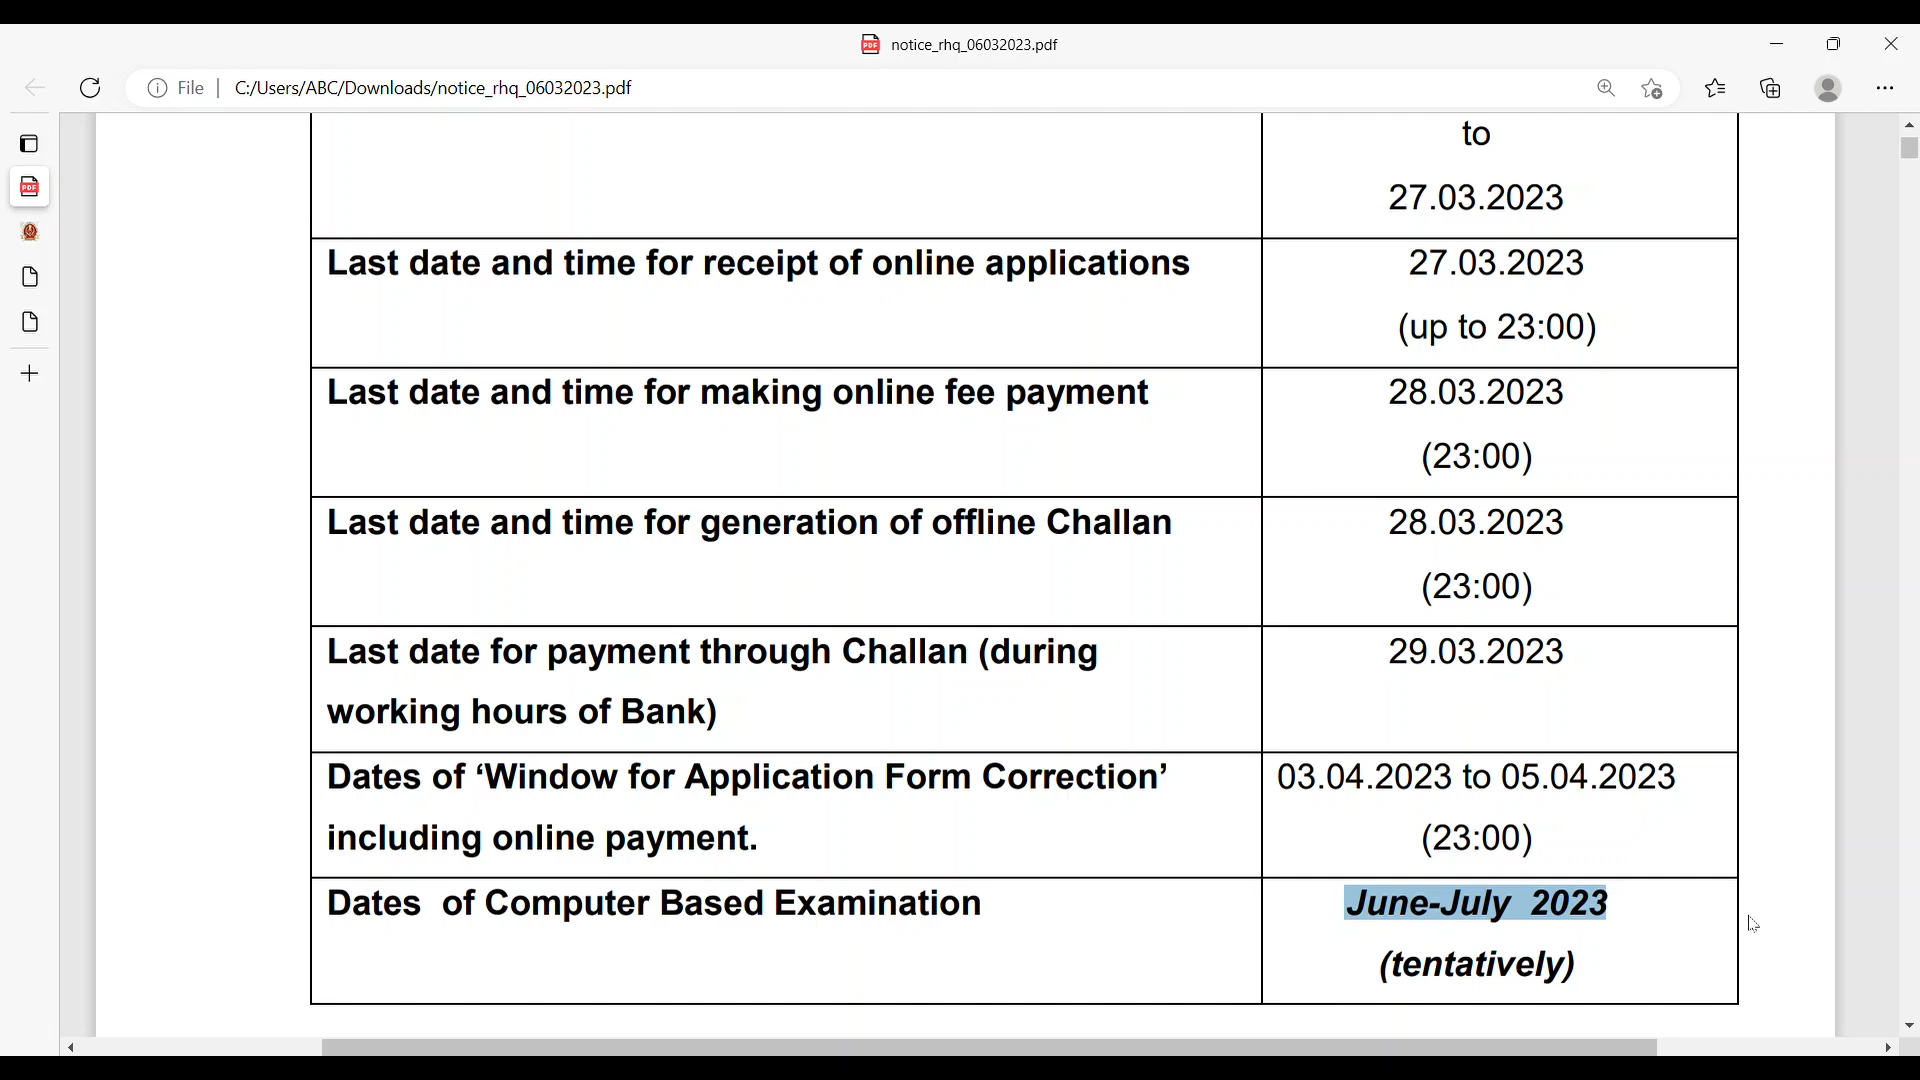 notice_rhq_06032023.pdf
File | C:/Users/ABC/Downloads/notice_rhq_06032023.pdf
to
27.03.2023
Last date and time for receipt of online applications
27.03.2023
(up to 23:00)
Last date and time for making online fee payment
28.03.2023
(23:00)
Last date and time for generation of offline Challan
28.03.2023
(23:00)
Last date for payment through Challan (during
working hours of Bank)
29.03.2023
Dates of ‘Window for Application Form Correction’
including online payment.
03.04.2023 to 05.04.2023
(23:00)
Dates of Computer Based Examination
June-July 2023
(tentatively)